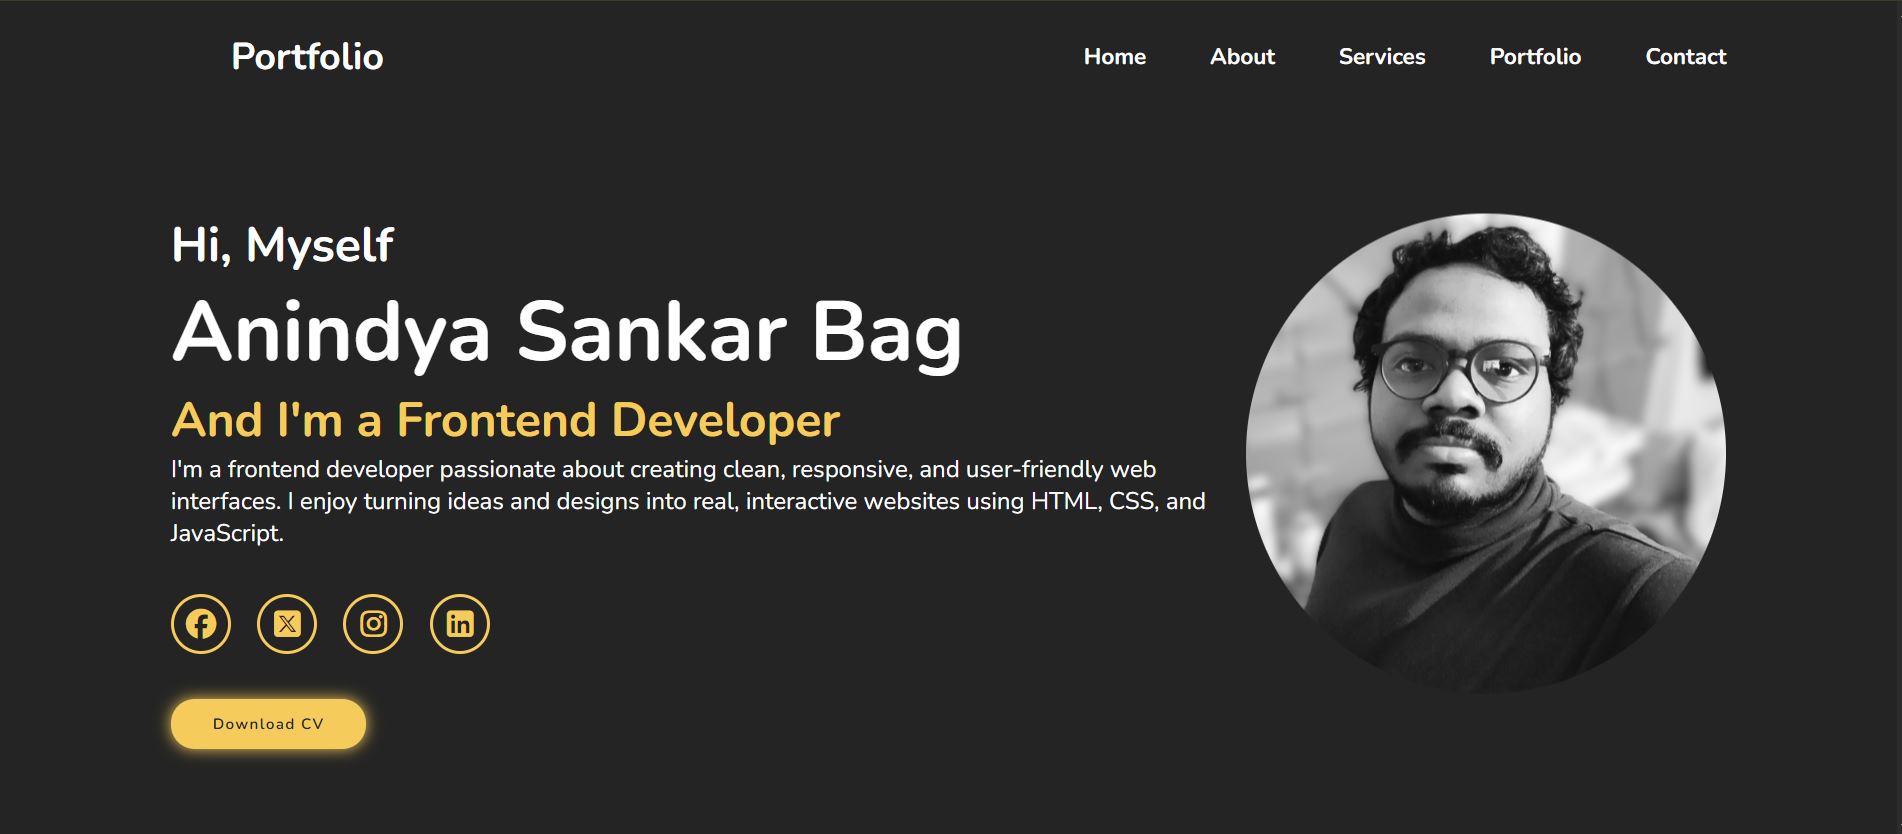 Portfolio
Home About Services Portfolio Contact
Hi, Myself
Anindya Sankar Bag
And I'm a Frontend Developer
I'm a frontend developer passionate about creating clean, responsive, and user-friendly web
interfaces. I enjoy turning ideas and designs into real, interactive websites using HTML, CSS, and
JavaScript.
Download CV